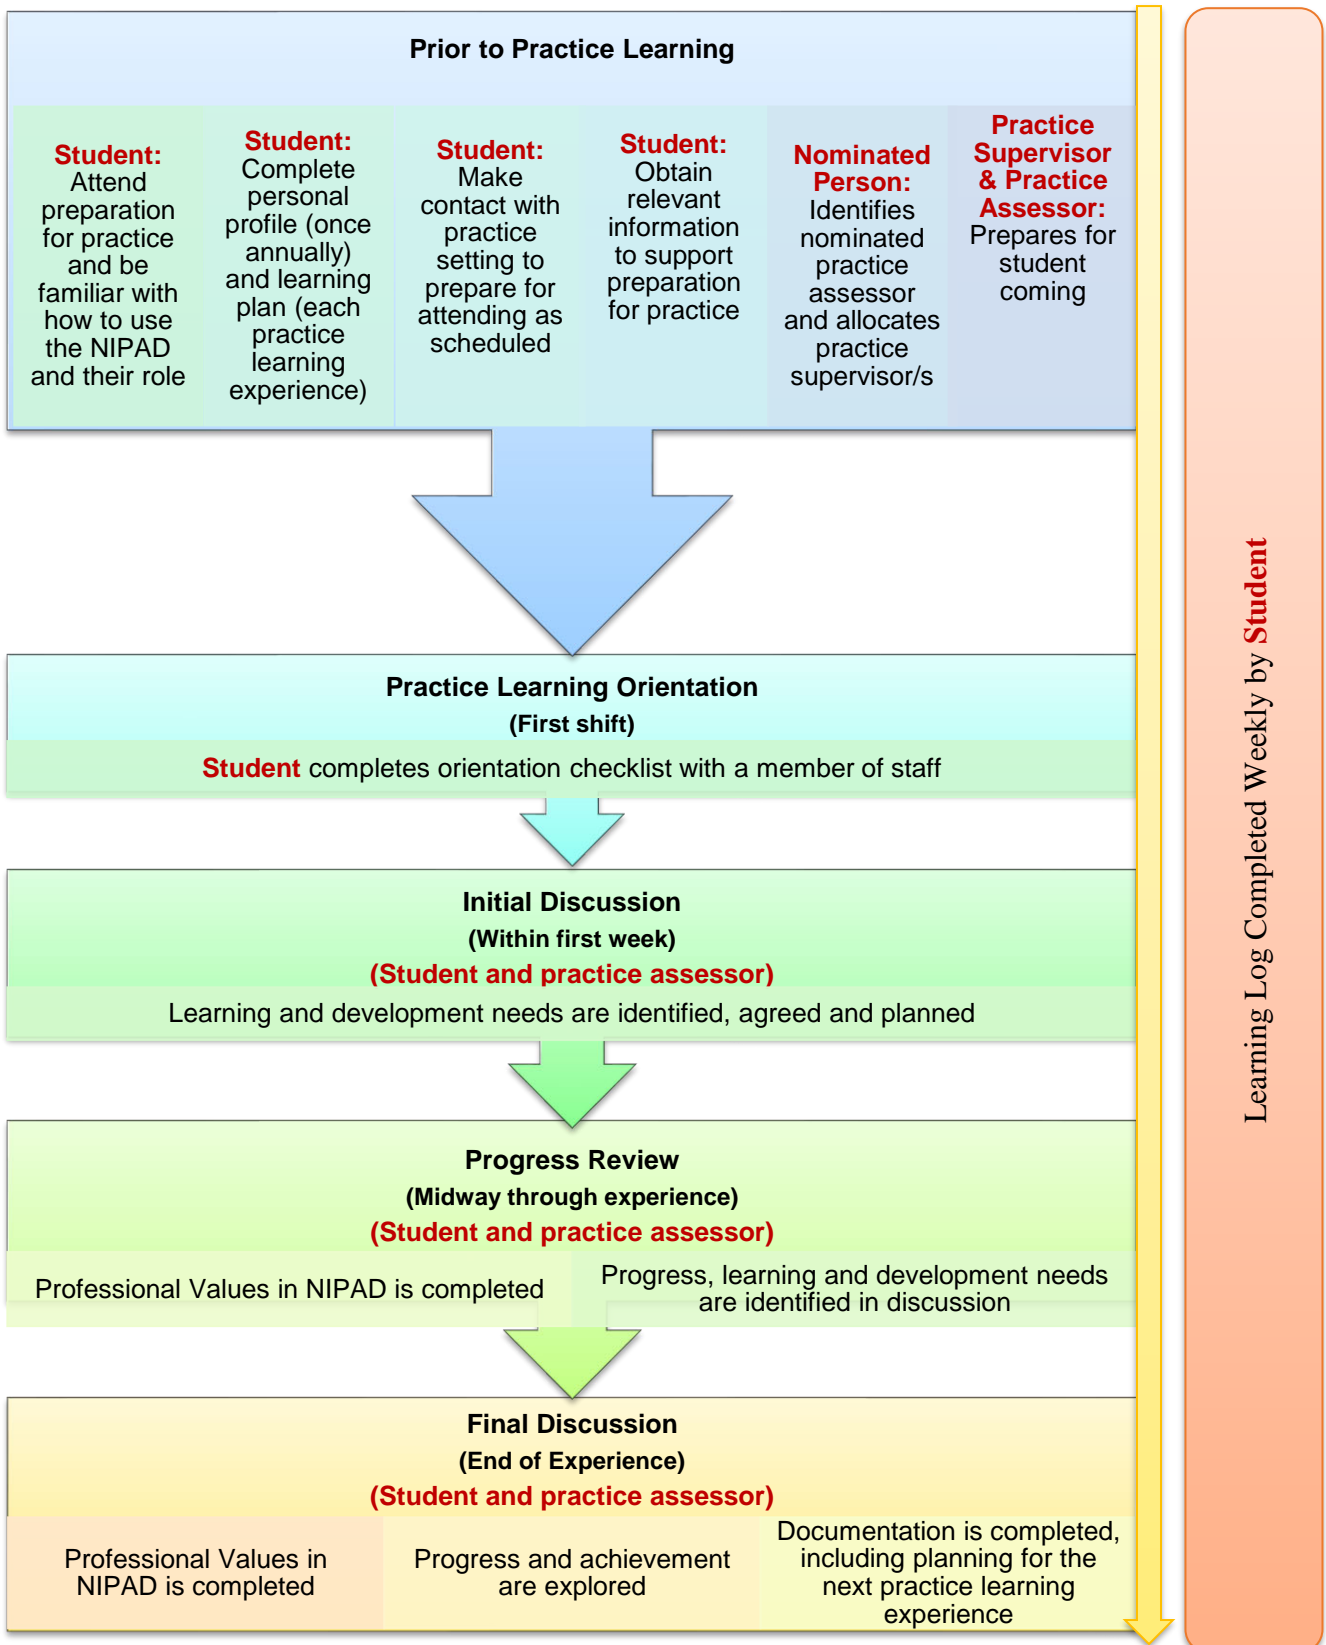 Prior to Practice Learning
Student:
Attend
preparation
for practice
and be
familiar with
how to use
the NIPAD
and their role
Student:
Complete
personal
profile (once
annually)
and learning
plan (each
practice
learning
experience)
Student:
Make
contact with
practice
setting to
prepare for
attending as
scheduled
Student:
Obtain
relevant
information
to support
preparation
for practice
Nominated
Person:
Identifies
nominated
practice
assessor
and allocates
practice
supervisor/s
Practice
Supervisor
& Practice
Assessor:
Prepares for
student
coming
Practice Learning Orientation
(First shift)
Student completes orientation checklist with a member of staff
Initial Discussion
(Within first week)
(Student and practice assessor)
Learning and development needs are identified, agreed and planned
Progress Review
(Midway through experience)
(Student and practice assessor)
Professional Values in NIPAD is completed
Progress, learning and development needs
are identified in discussion
Final Discussion
(End of Experience)
(Student and practice assessor)
Professional Values in
NIPAD is completed
Progress and achievement
are explored
Documentation is completed,
including planning for the
next practice learning
experience
Learning Log Completed Weekly by Student